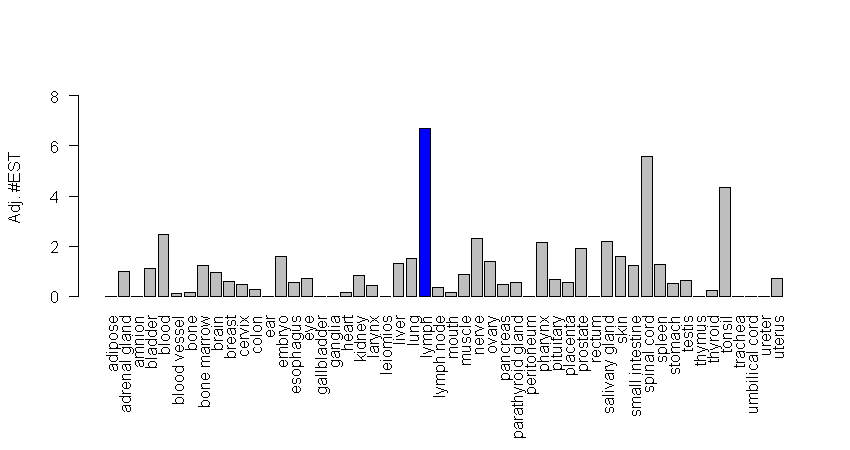 Adj. #EST
8
6
4
2
0
adipose
adrenal gland
amnion
bladder
blood
blood vessel
bone
bone marrow
brain
breast
cervix
colon
ear
embryo
esophagus
eye
gallbladder
ganglia
heart
kidney
larynx
leiomios
liver
lung
lymph
lymph node
mouth
muscle
nerve
ovary
pancreas
parathyroid gland
peritoneum
pharynx
pituitary
placenta
prostate
rectum
salivary gland
skin
small intestine
spinal cord
spleen
stomach
testis
thymus
thyroid
tonsil
trachea
umbilical cord
ureter
uterus